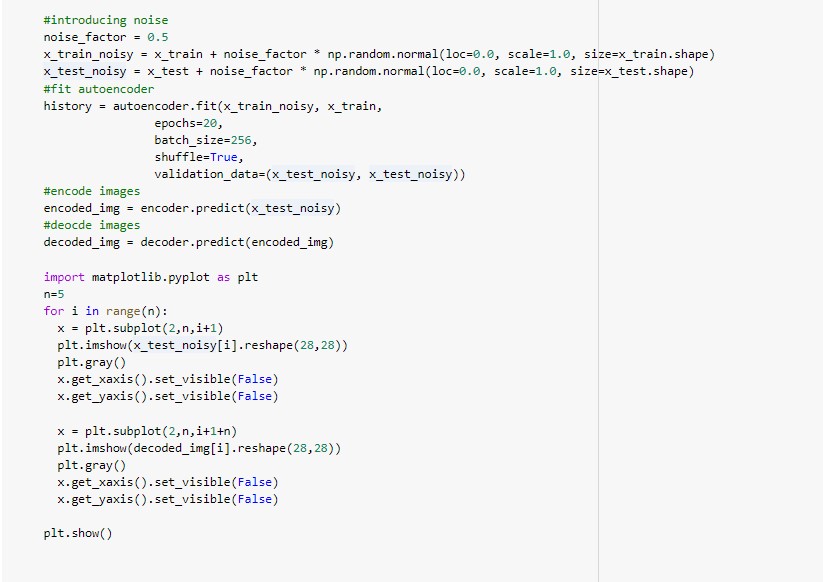 #introducing noise
noise_factor = 0.5
x_train_noisy = x_train + noise_factor * np.random.normal(loc=0.0, scale=1.0, size=x_train.shape)
x_test_noisy = x_test + noise_factor * np.random.normal(loc=0.0, scale=1.0, size=x_test.shape)
#fit autoencoder
history = autoencoder.fit(x_train_noisy, x_train,
                epochs=20,
                batch_size=256,
                shuffle=True,
                validation_data=(x_test_noisy, x_test_noisy))
#encode images
encoded_img = encoder.predict(x_test_noisy)
#deocde images
decoded_img = decoder.predict(encoded_img)

import matplotlib.pyplot as plt
n=5
for i in range(n):
  x = plt.subplot(2,n,i+1)
  plt.imshow(x_test_noisy[i].reshape(28,28))
  plt.gray()
  x.get_xaxis().set_visible(False)
  x.get_yaxis().set_visible(False)

  x = plt.subplot(2,n,i+1+n)
  plt.imshow(decoded_img[i].reshape(28,28))
  plt.gray()
  x.get_xaxis().set_visible(False)
  x.get_yaxis().set_visible(False)

plt.show()